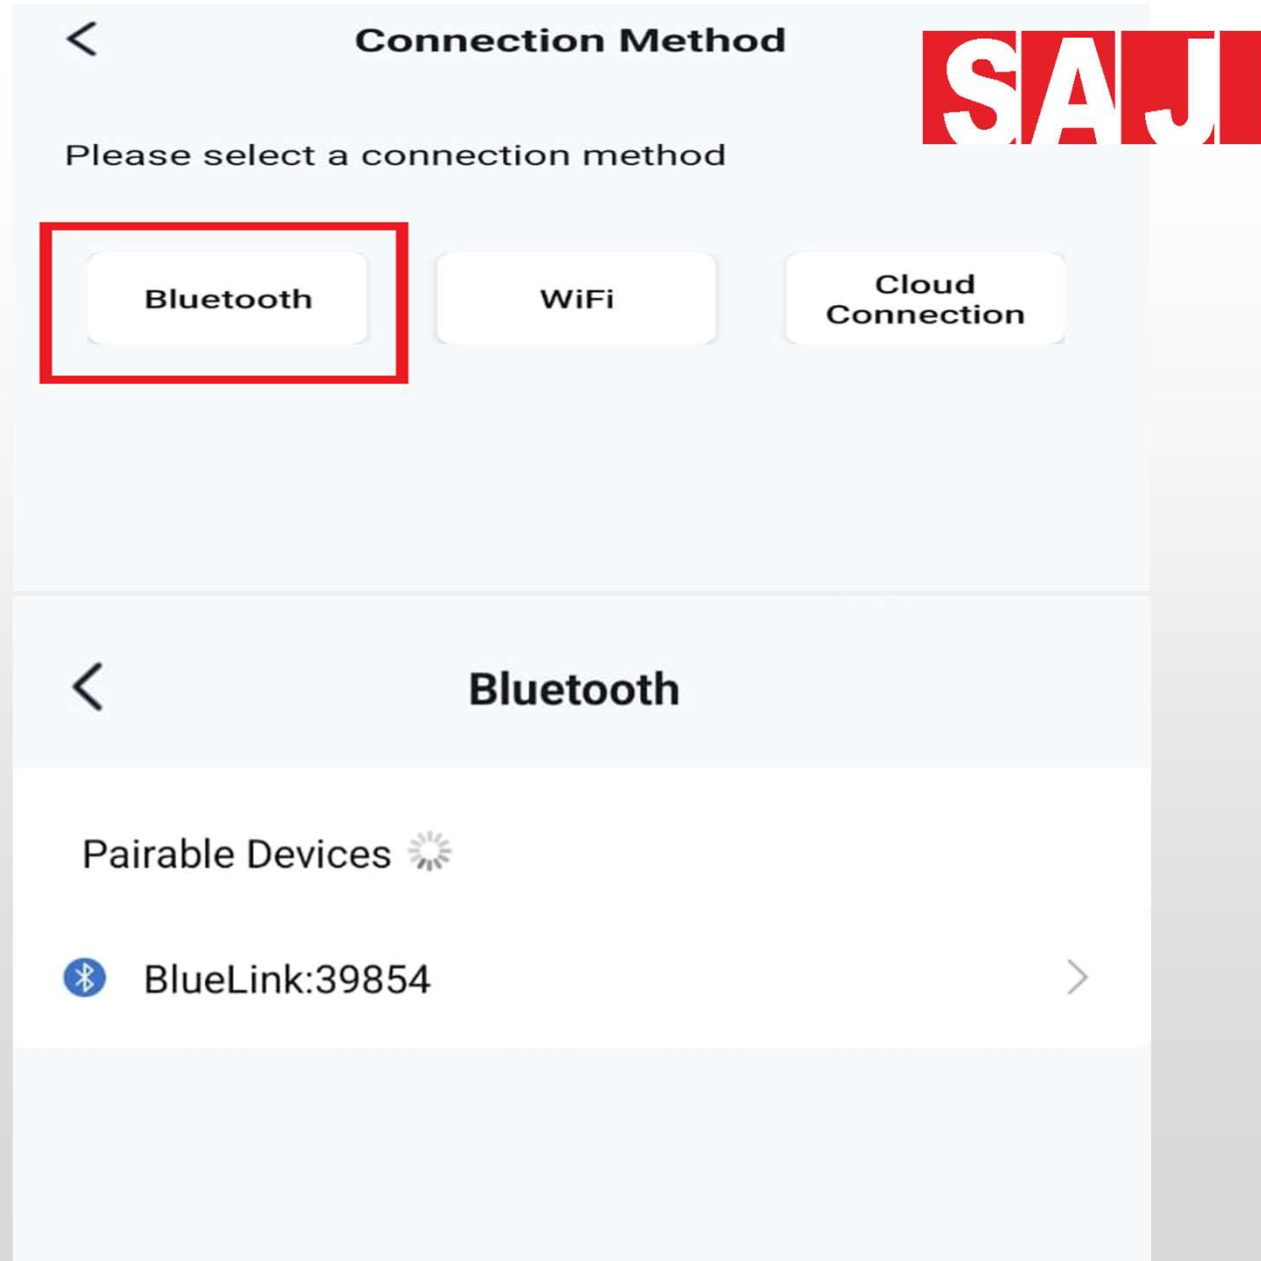 Connection Method
SAJ
Please select a connection method
Bluetooth
WiFi
Cloud
Connection
Bluetooth
Pairable Devices
BlueLink:39854